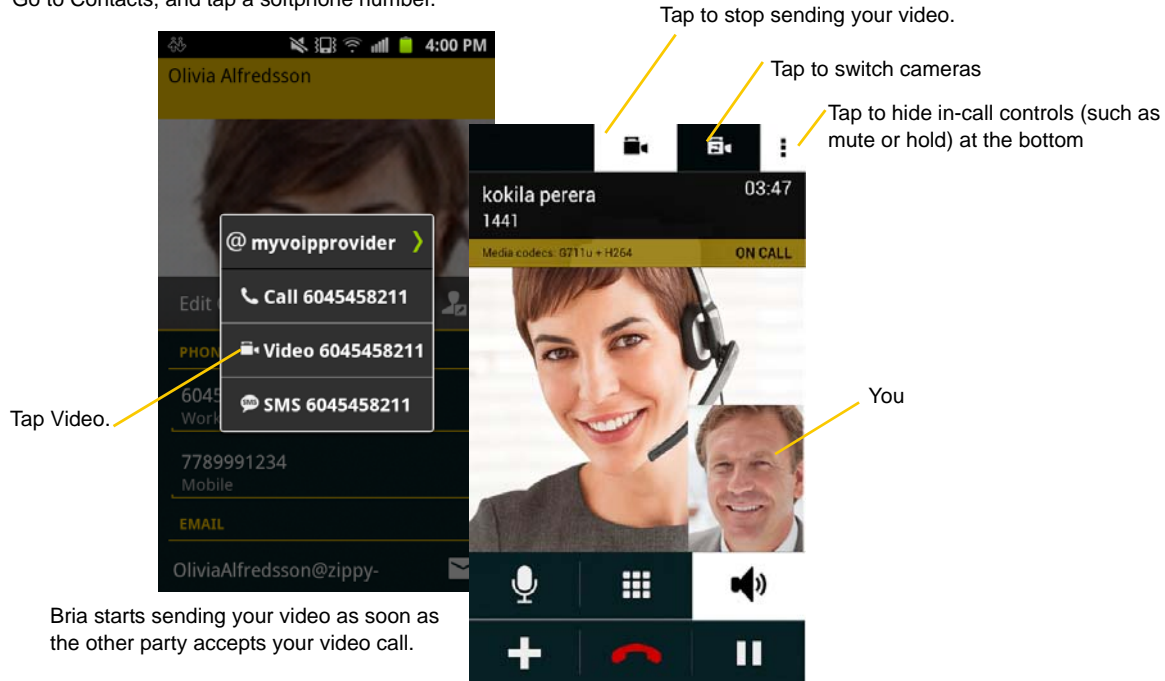 Go to Contacts, and tap a softphone number.
Tap to stop sending your video.
Tap to switch cameras
Tap to hide in-call controls (such as
mute or hold) at the bottom
4:00 PM
Olivia Alfredsson
@ myvoipprovider
Call 6045458211
Video 6045458211
SMS SMS 6045458211
Edit
PHON
6045
Work
7789991234
Mobile
EMAIL
OliviaAlfredsson@zippy-
Tap Video.
Bria starts sending your video as soon as
the other party accepts your video call.
kokila perera
03:47
1441
Media codecs: G711u + H264
ON CALL
You